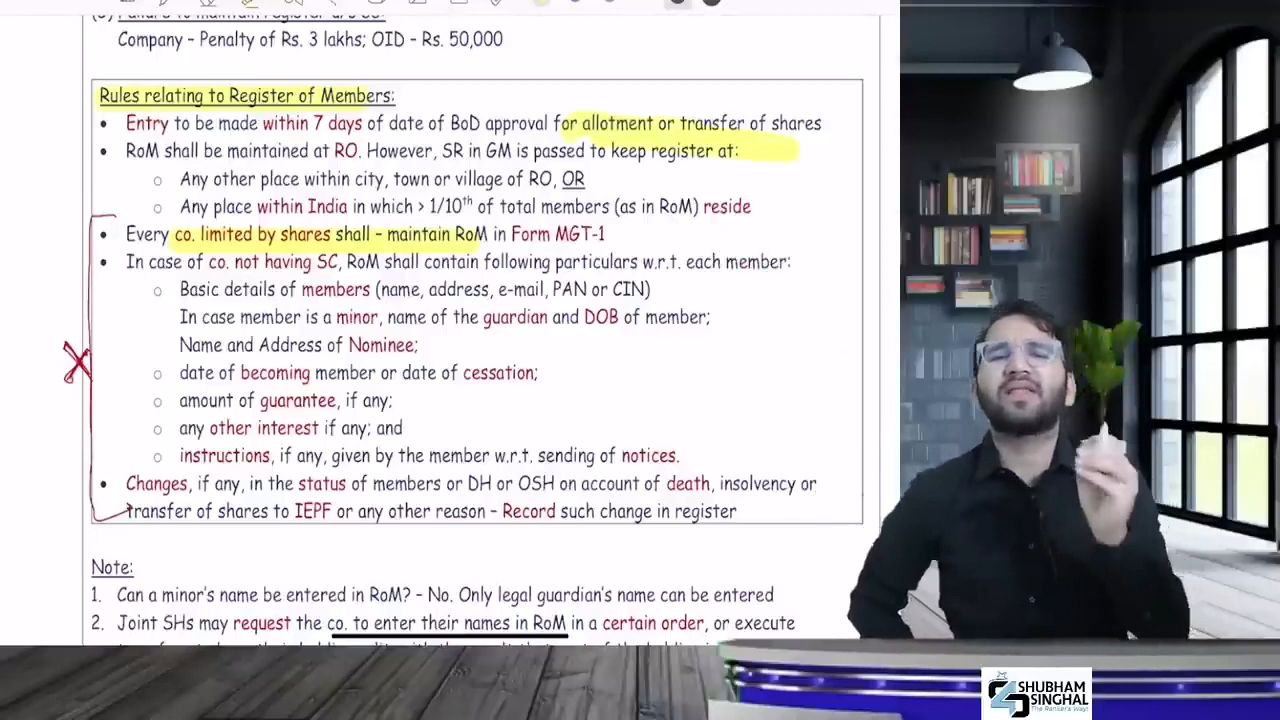 Company – Penalty of Rs. 3 lakhs; OID – Rs. 50,000
Rules relating to Register of Members:
• Entry to be made within 7 days of date of BoD approval for allotment or transfer of shares
• RoM shall be maintained at RO. However, SR in GM is passed to keep register at:
○ Any other place within city, town or village of RO, OR
○ Any place within India in which > 1/10th of total members (as in RoM) reside
• Every co. limited by shares shall – maintain RoM in Form MGT-1
• In case of co. not having SC, RoM shall contain following particulars w.r.t. each member:
○ Basic details of members (name, address, e-mail, PAN or CIN)
In case member is a minor, name of the guardian and DOB of member;
Name and Address of Nominee;
○ date of becoming member or date of cessation;
○ amount of guarantee, if any;
○ any other interest if any; and
○ instructions, if any, given by the member w.r.t. sending of notices.
• Changes, if any, in the status of members or DH or OSH on account of death, insolvency or
transfer of shares to IEPF or any other reason – Record such change in register
Note:
1. Can a minor's name be entered in RoM? – No. Only legal guardian's name can be entered
2. Joint SHs may request the co. to enter their names in RoM in a certain order, or execute
SHUBHAM
SINGHAL
The Ranker's Way!